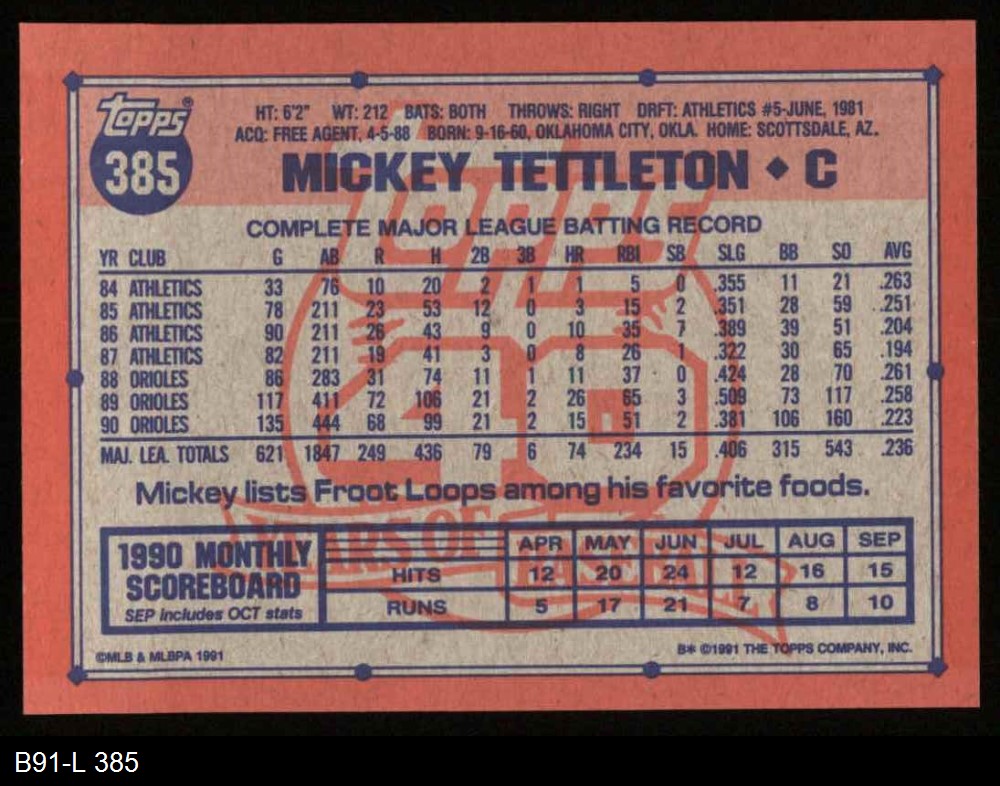 Topps®
385
HT: 6'2" WT: 212 BATS: BOTH THROWS: RIGHT DRFT: ATHLETICS #5-JUNE, 1981
ACQ: FREE AGENT, 4-5-88 BORN: 9-16-60, OKLAHOMA CITY, OKLA. HOME: SCOTTSDALE, AZ.
MICKEY TETTLETON ◆ C
COMPLETE MAJOR LEAGUE BATTING RECORD
YR CLUB G AB R H 2B 3B HR RBI SB SLG BB SO AVG
84 ATHLETICS 33 76 10 20 2 1 1 5 0 .355 11 21 .263
85 ATHLETICS 78 211 23 53 12 0 3 15 2 .351 28 59 .251
86 ATHLETICS 90 211 26 43 9 0 10 35 7 .389 39 51 .204
87 ATHLETICS 82 211 19 41 3 0 8 26 1 .322 30 65 .194
88 ORIOLES 86 283 31 74 11 1 11 37 0 .424 28 70 .261
89 ORIOLES 117 411 72 106 21 2 26 65 3 .509 73 117 .258
90 ORIOLES 135 444 68 99 21 2 15 51 2 .381 106 160 .223
MAJ. LEA. TOTALS 621 1847 249 436 79 6 74 234 15 .406 315 543 .236
Topps
40
YEARS OF BASEBALL
Mickey lists Froot Loops among his favorite foods.
1990 MONTHLY
SCOREBOARD
SEP includes OCT stats
APR MAY JUN JUL AUG SEP
HITS 12 20 24 12 16 15
RUNS 5 17 21 7 8 10
©MLB & MLBPA 1991
B* ©1991 THE TOPPS COMPANY, INC.
B91-L 385